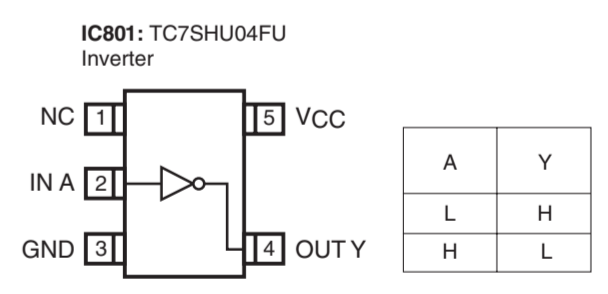 IC801: TC7SHU04FU
Inverter
NC 1 5 VCC
IN A 2
GND 3 4 OUT Y
A Y
L H
H L